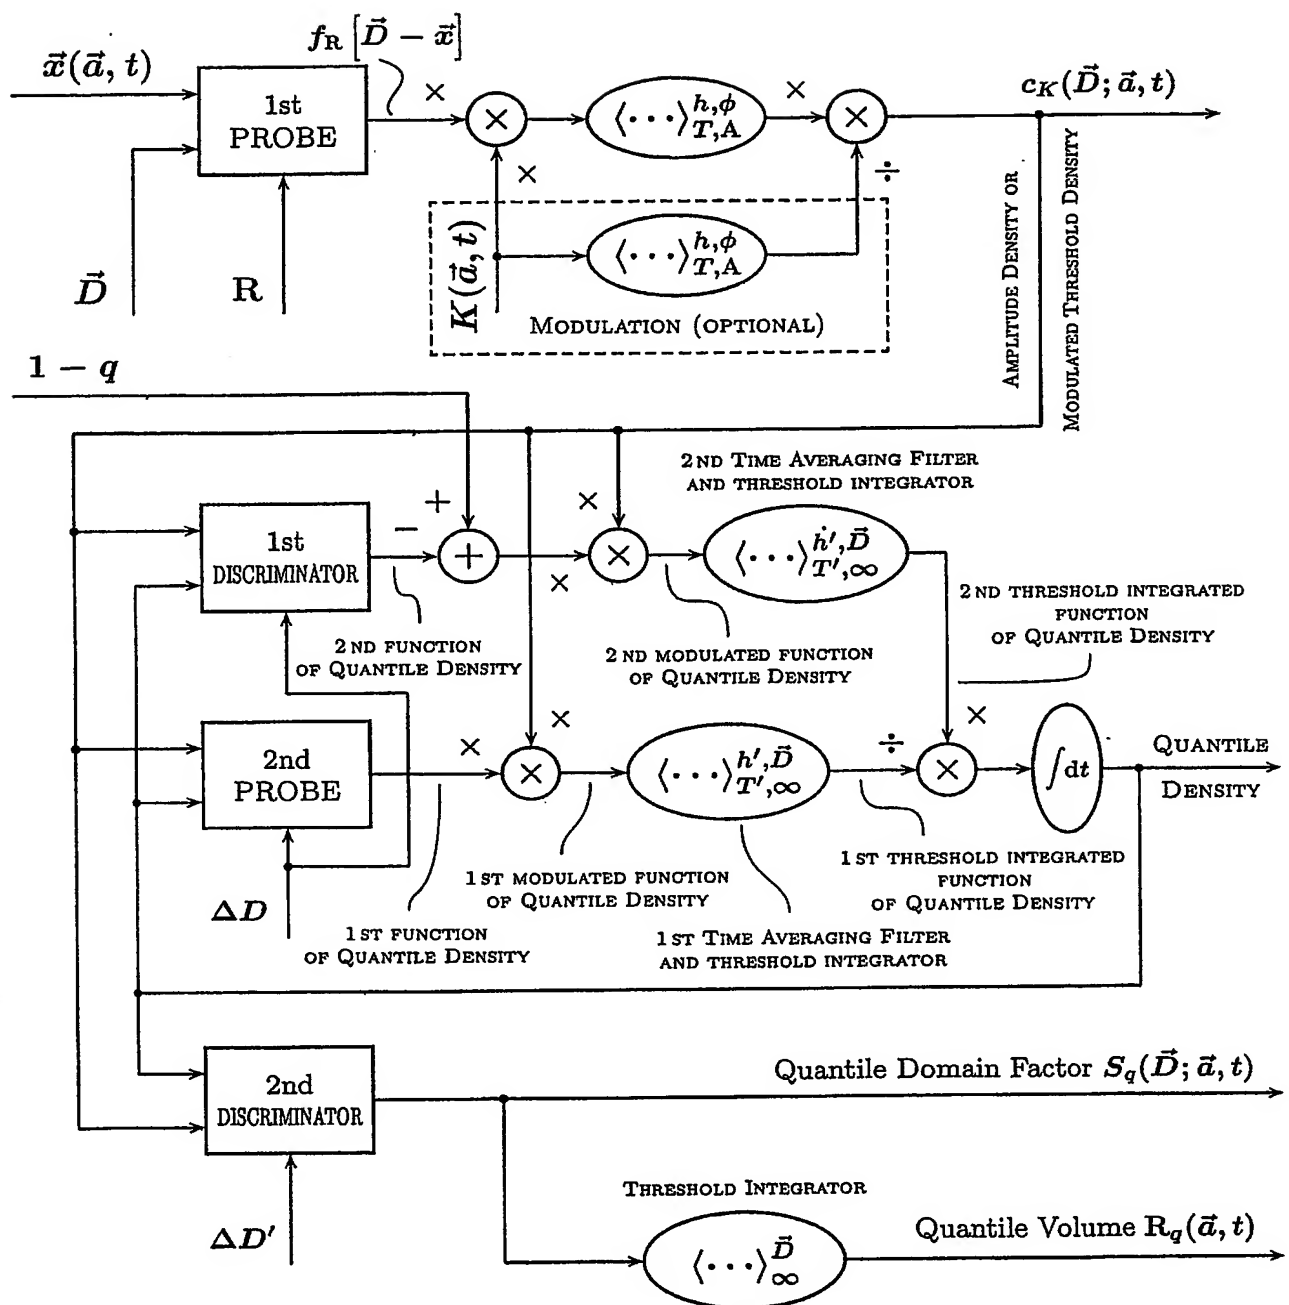 f_R [D⃗ − x⃗]
x⃗(a⃗, t)
1st
PROBE
×
×
⟨···⟩^{h,ϕ}_{T,A}
×
×
c_K(D⃗; a⃗, t)
×
÷
D⃗
R
K(a⃗, t)
⟨···⟩^{h,ϕ}_{T,A}
MODULATION (OPTIONAL)
AMPLITUDE DENSITY OR
MODULATED THRESHOLD DENSITY
1 − q
2ND TIME AVERAGING FILTER
AND THRESHOLD INTEGRATOR
1st
DISCRIMINATOR
−
+
+
×
×
×
⟨···⟩^{h′,D⃗}_{T′,∞}
2ND FUNCTION
OF QUANTILE DENSITY
2ND MODULATED FUNCTION
OF QUANTILE DENSITY
2ND THRESHOLD INTEGRATED
FUNCTION
OF QUANTILE DENSITY
2nd
PROBE
×
×
×
⟨···⟩^{h′,D⃗}_{T′,∞}
÷
×
×
∫dt
QUANTILE
DENSITY
ΔD
1ST FUNCTION
OF QUANTILE DENSITY
1ST MODULATED FUNCTION
OF QUANTILE DENSITY
1ST TIME AVERAGING FILTER
AND THRESHOLD INTEGRATOR
1ST THRESHOLD INTEGRATED
FUNCTION
OF QUANTILE DENSITY
2nd
DISCRIMINATOR
ΔD′
Quantile Domain Factor S_q(D⃗; a⃗, t)
THRESHOLD INTEGRATOR
⟨···⟩^{D⃗}_{∞}
Quantile Volume R_q(a⃗, t)